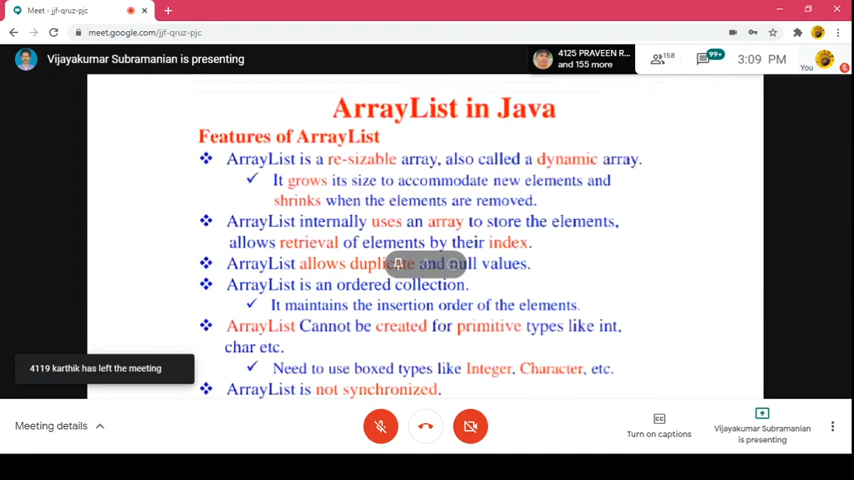 Meet - jjf-qruz-pjc
meet.google.com/jjf-qruz-pjc
Vijayakumar Subramanian is presenting
4125 PRAVEEN R...
and 155 more
158
99+
3:09 PM
You
ArrayList in Java
Features of ArrayList
ArrayList is a re-sizable array, also called a dynamic array.
It grows its size to accommodate new elements and
shrinks when the elements are removed.
ArrayList internally uses an array to store the elements,
allows retrieval of elements by their index.
ArrayList allows duplicate and null values.
ArrayList is an ordered collection.
It maintains the insertion order of the elements.
ArrayList Cannot be created for primitive types like int,
char etc.
Need to use boxed types like Integer, Character, etc.
ArrayList is not synchronized.
4119 karthik has left the meeting
Meeting details
Turn on captions
Vijayakumar Subramanian
is presenting